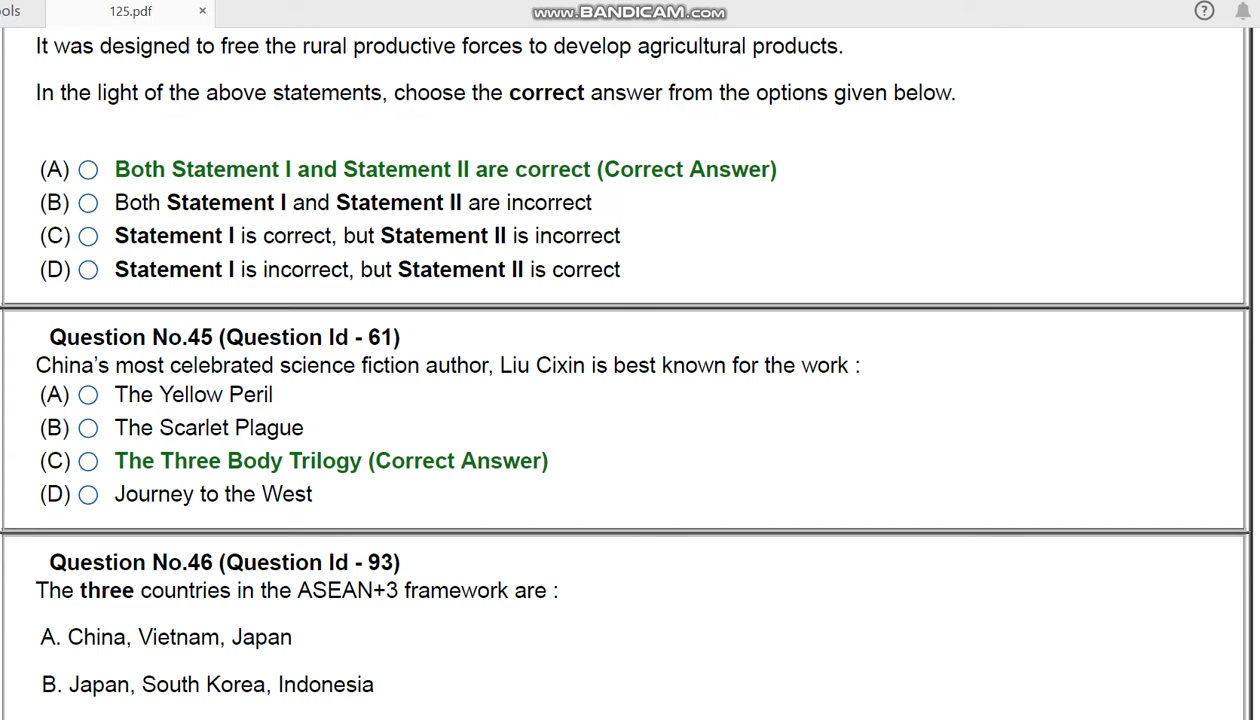 ols
125.pdf ×
www.BANDICAM.com
?
It was designed to free the rural productive forces to develop agricultural products.
In the light of the above statements, choose the correct answer from the options given below.
(A) Both Statement I and Statement II are correct (Correct Answer)
(B) Both Statement I and Statement II are incorrect
(C) Statement I is correct, but Statement II is incorrect
(D) Statement I is incorrect, but Statement II is correct
Question No.45 (Question Id - 61)
China's most celebrated science fiction author, Liu Cixin is best known for the work :
(A) The Yellow Peril
(B) The Scarlet Plague
(C) The Three Body Trilogy (Correct Answer)
(D) Journey to the West
Question No.46 (Question Id - 93)
The three countries in the ASEAN+3 framework are :
A. China, Vietnam, Japan
B. Japan, South Korea, Indonesia